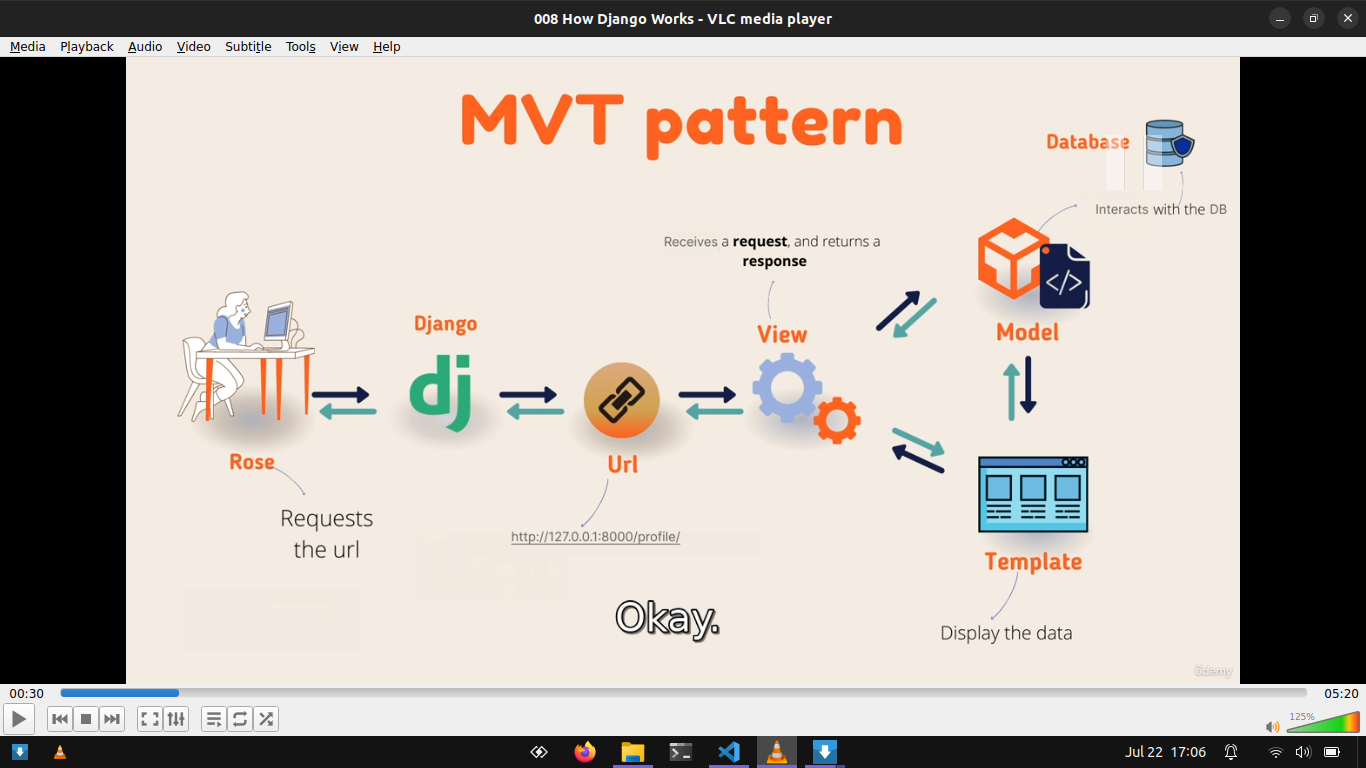 008 How Django Works - VLC media player
Media Playback Audio Video Subtitle Tools View Help
MVT pattern
Database
Interacts with the DB
Receives a request, and returns a
response
Django
View
Model
dj
</>
Rose
Url
Requests
the url
http://127.0.0.1:8000/profile/
Template
Okay.
Display the data
ûdemy
00:30
05:20
125%
Jul 22 17:06